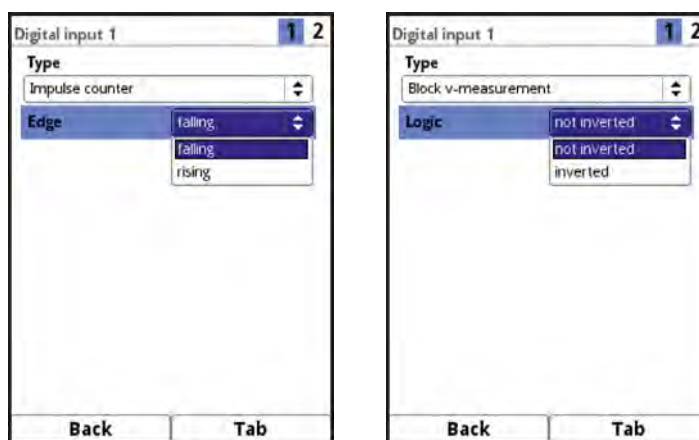 Digital input 1 1 2
Type
Impulse counter
Edge falling
falling
rising
Back Tab
Digital input 1 1 2
Type
Block v-measurement
Logic not inverted
not inverted
inverted
Back Tab